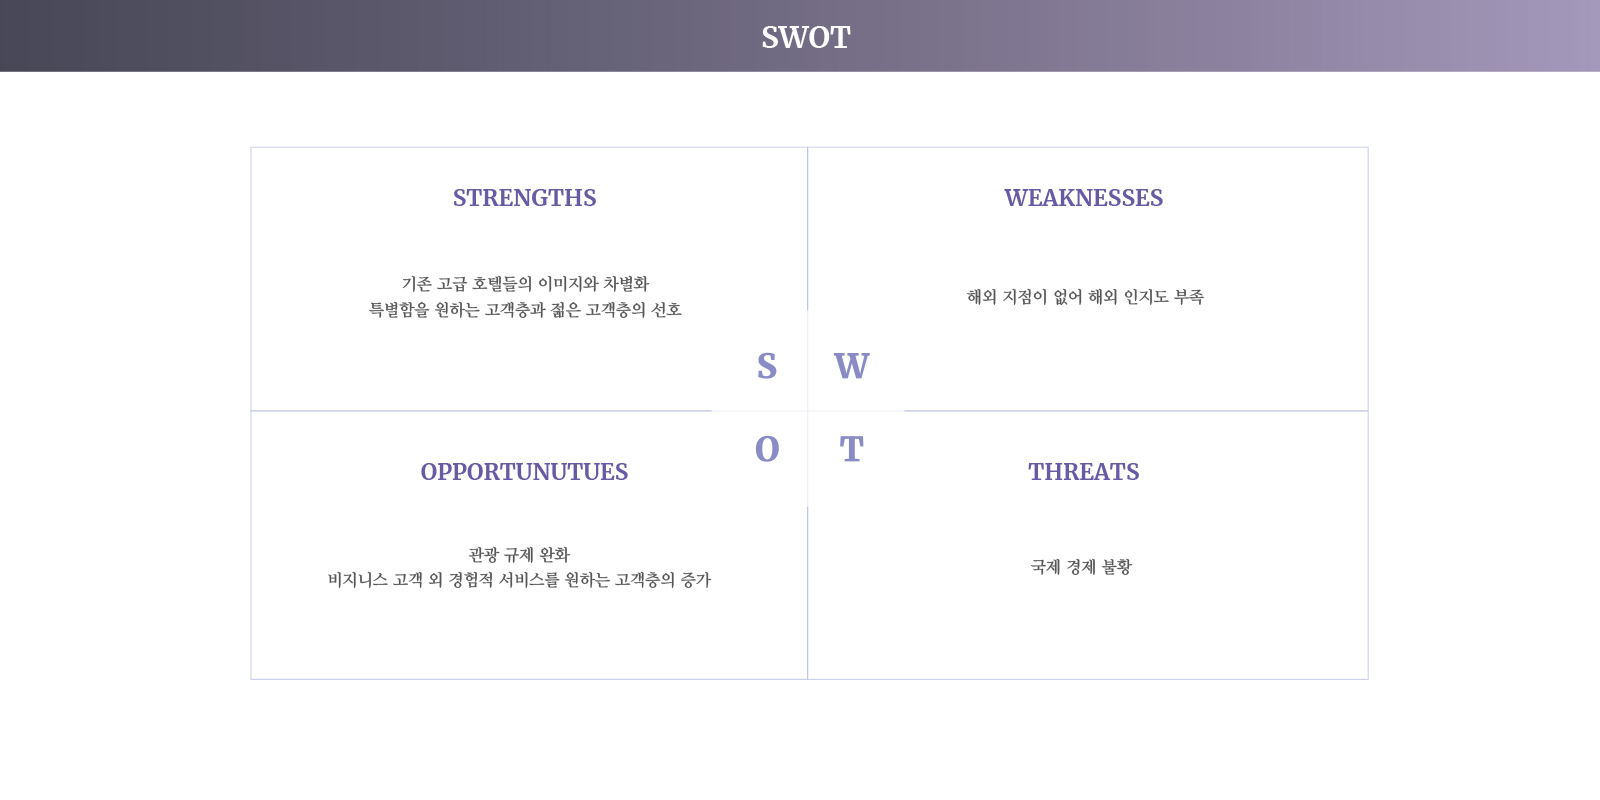 SWOT
STRENGTHS
기존 고급 호텔들의 이미지와 차별화
특별함을 원하는 고객층과 젊은 고객층의 선호
WEAKNESSES
해외 지점이 없어 해외 인지도 부족
S W
O T
OPPORTUNUTUES
관광 규제 완화
비지니스 고객 외 경험적 서비스를 원하는 고객층의 증가
THREATS
국제 경제 불황